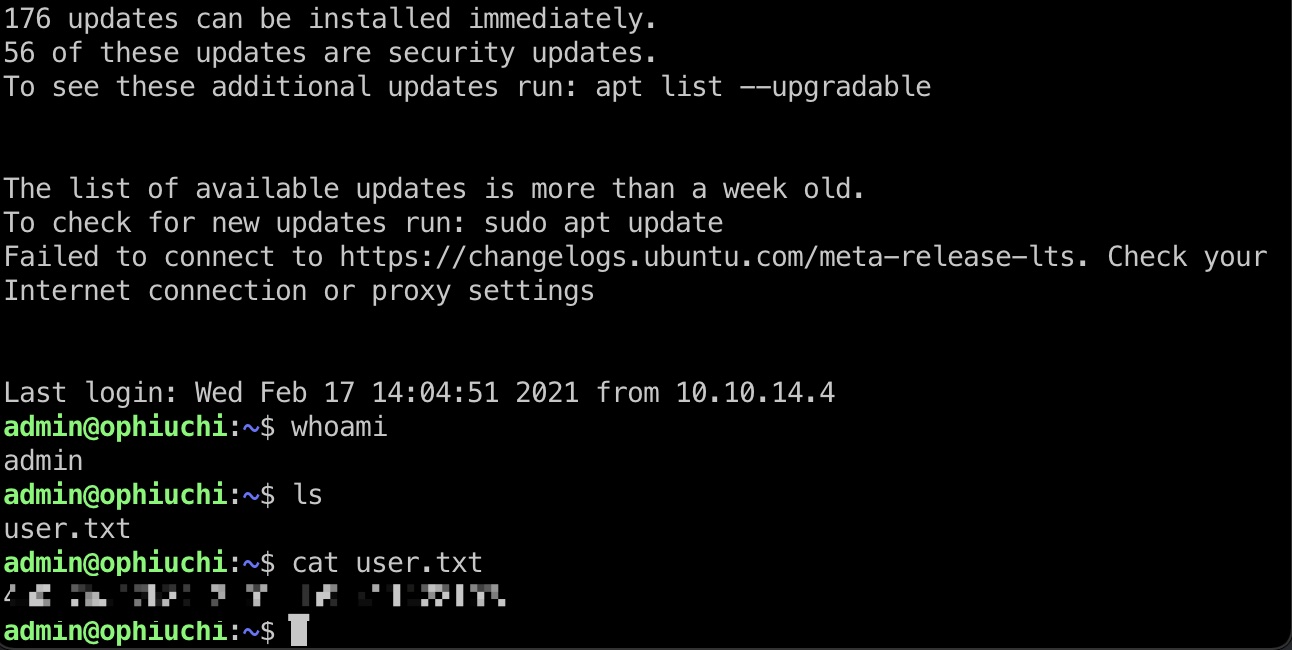 176 updates can be installed immediately.
56 of these updates are security updates.
To see these additional updates run: apt list --upgradable
The list of available updates is more than a week old.
To check for new updates run: sudo apt update
Failed to connect to https://changelogs.ubuntu.com/meta-release-lts. Check your
Internet connection or proxy settings
Last login: Wed Feb 17 14:04:51 2021 from 10.10.14.4
admin@ophiuchi:~$ whoami
admin
admin@ophiuchi:~$ ls
user.txt
admin@ophiuchi:~$ cat user.txt
admin@ophiuchi:~$